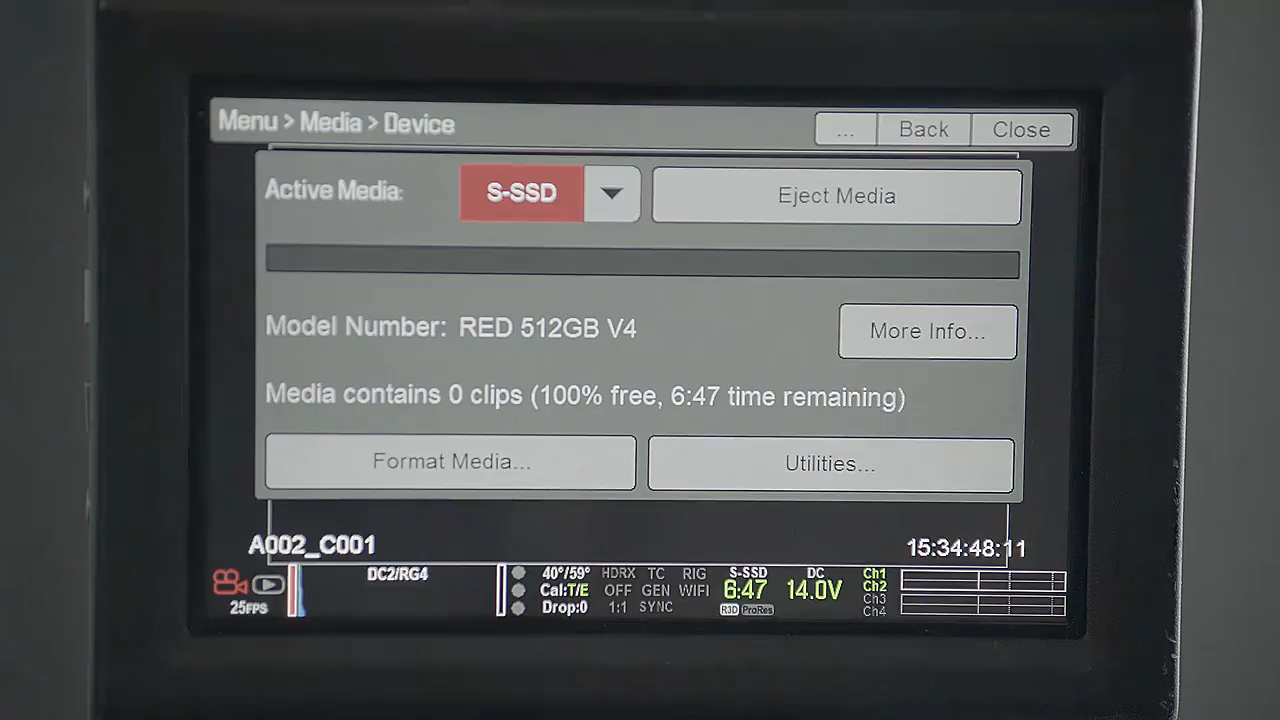 Menu > Media > Device
... Back Close
Active Media: S-SSD Eject Media
Model Number: RED 512GB V4 More Info...
Media contains 0 clips (100% free, 6:47 time remaining)
Format Media... Utilities...
A002_C001 15:34:48:11
DC2/RG4 40°/59° HDRX TC RIG S-SSD DC Ch1
Cal:T/E OFF GEN WIFI 6:47 14.0V Ch2
25FPS Drop:0 1:1 SYNC R3D ProRes Ch3
Ch4